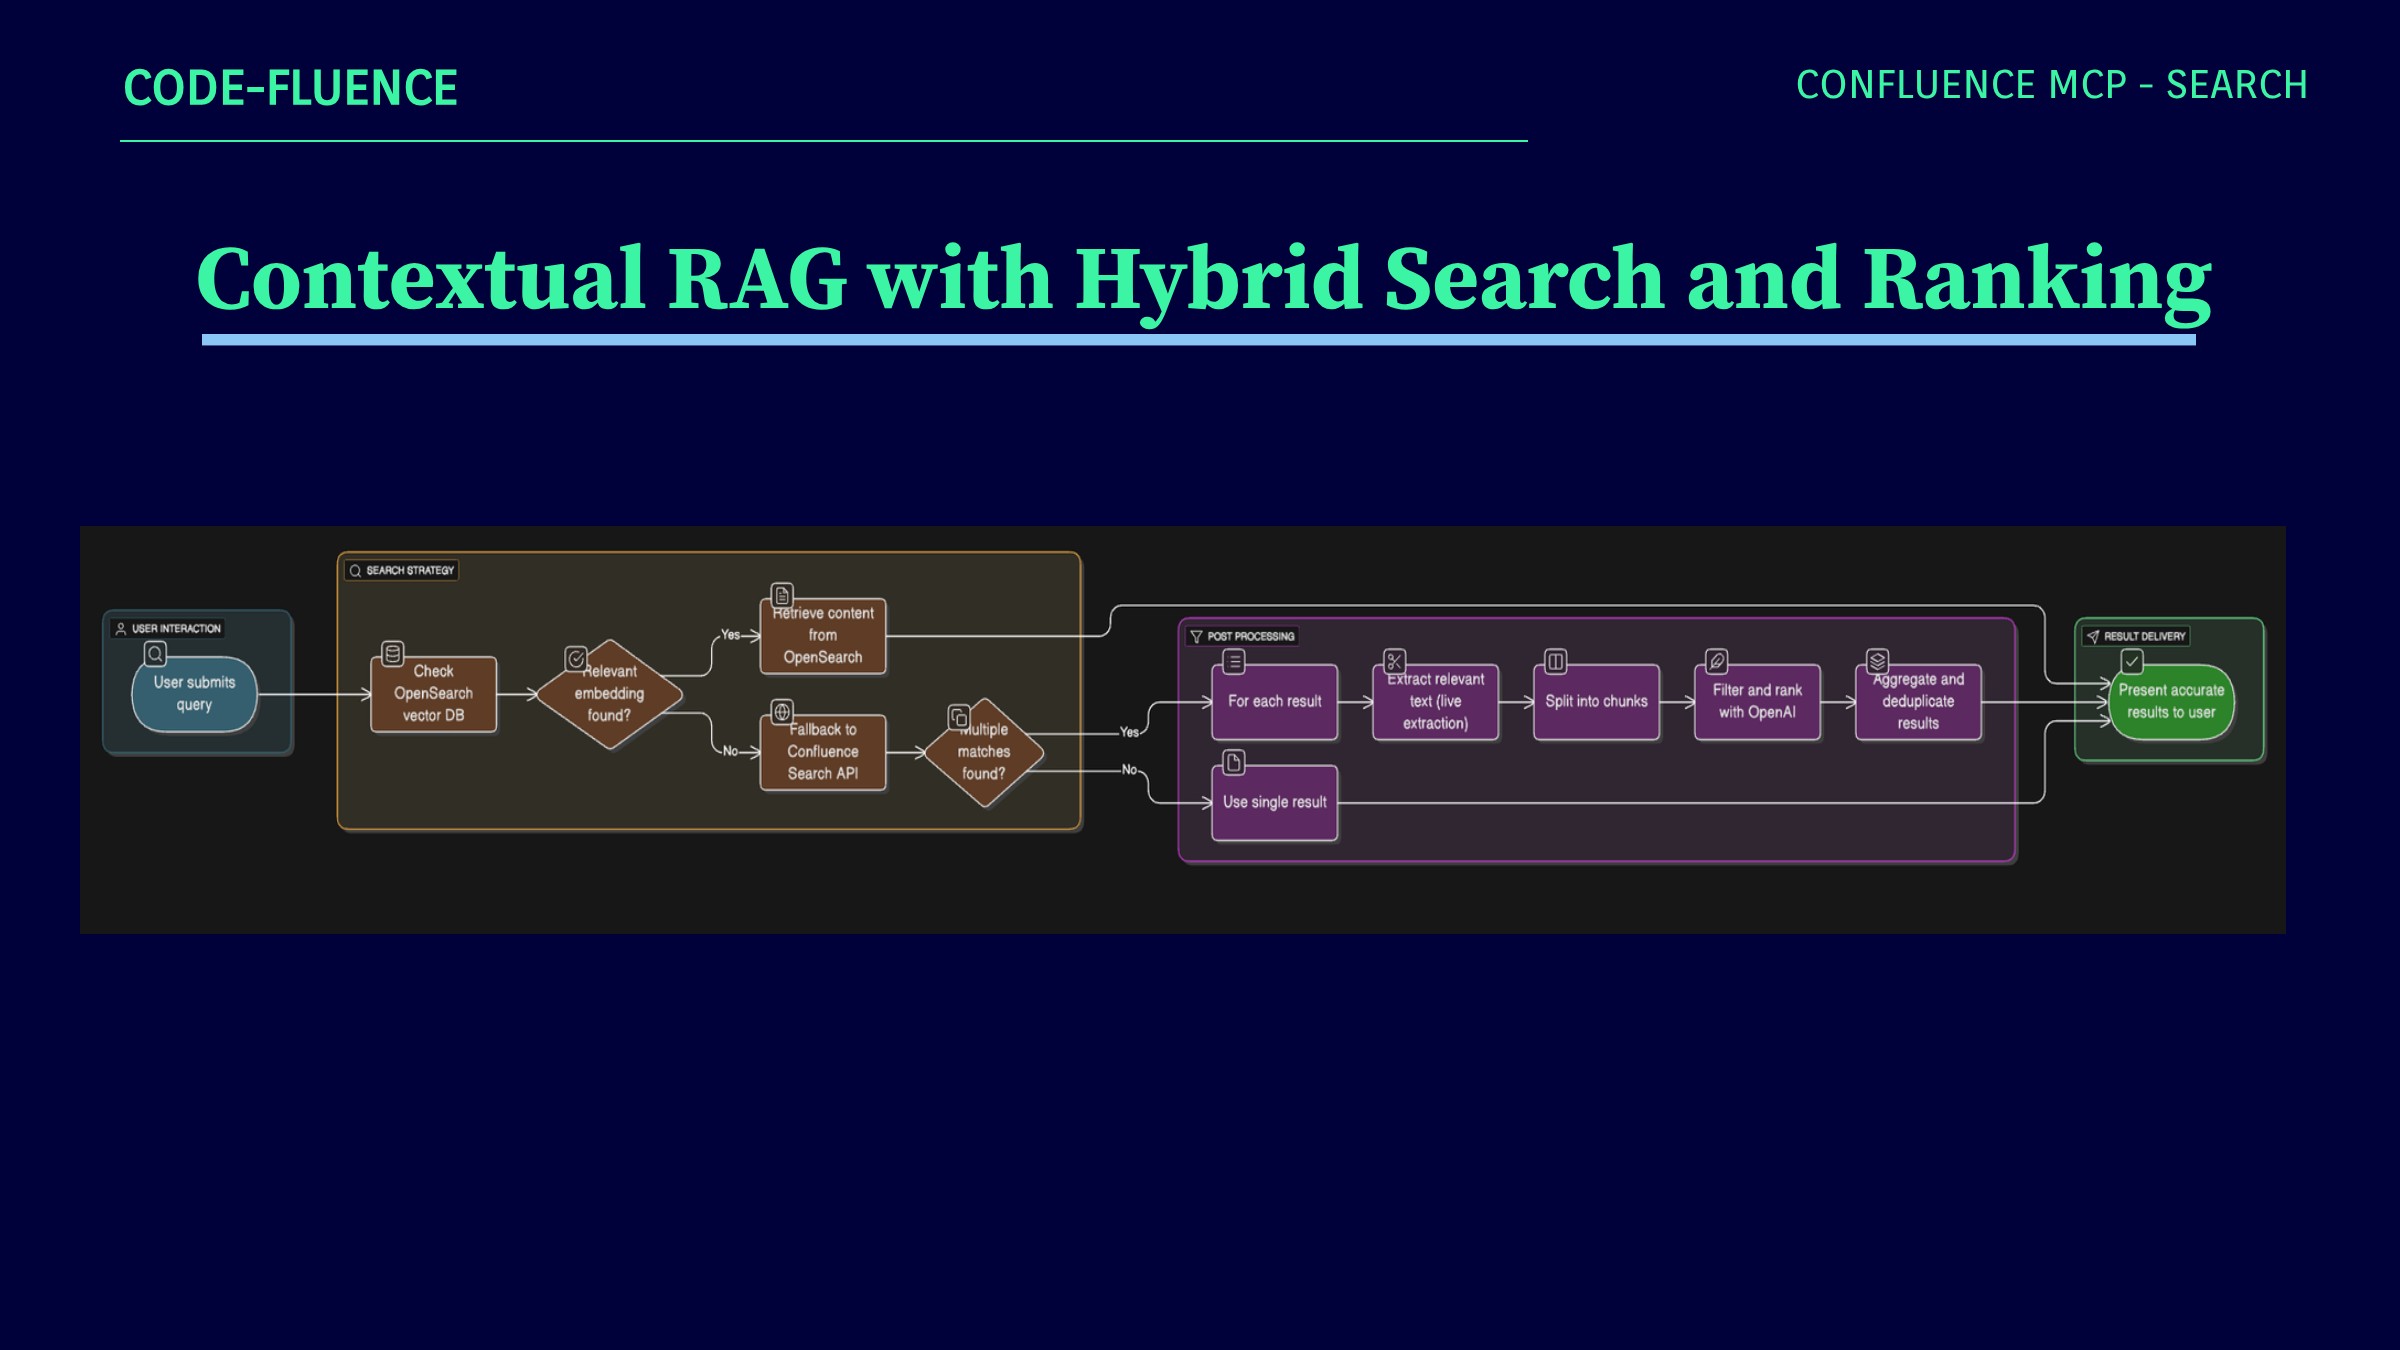 CODE-FLUENCE
CONFLUENCE MCP - SEARCH
Contextual RAG with Hybrid Search and Ranking
USER INTERACTION
User submits
query
SEARCH STRATEGY
Check
OpenSearch
vector DB
Relevant
embedding
found?
Yes
No
Retrieve content
from
OpenSearch
Fallback to
Confluence
Search API
Multiple
matches
found?
Yes
No
POST PROCESSING
For each result
Extract relevant
text (live
extraction)
Split into chunks
Filter and rank
with OpenAI
Aggregate and
deduplicate
results
Use single result
RESULT DELIVERY
Present accurate
results to user